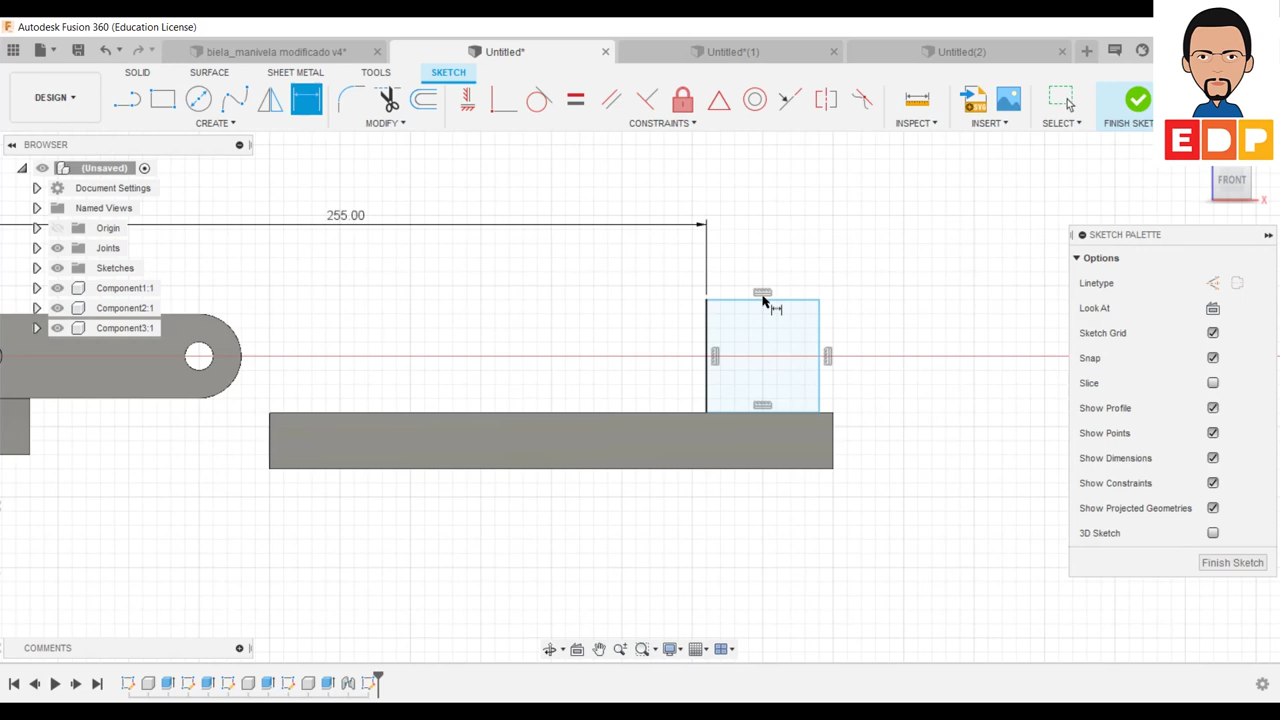 Autodesk Fusion 360 (Education License)
biela_manivela modificado v4*
Untitled*
Untitled*(1)
Untitled(2)
DESIGN
SOLID
SURFACE
SHEET METAL
TOOLS
SKETCH
CREATE
MODIFY
CONSTRAINTS
INSPECT
INSERT
SELECT
FINISH SKET
EDP
BROWSER
(Unsaved)
Document Settings
Named Views
Origin
Joints
Sketches
Component1:1
Component2:1
Component3:1
255.00
FRONT
X
SKETCH PALETTE
Options
Linetype
Look At
Sketch Grid
Snap
Slice
Show Profile
Show Points
Show Dimensions
Show Constraints
Show Projected Geometries
3D Sketch
Finish Sketch
COMMENTS